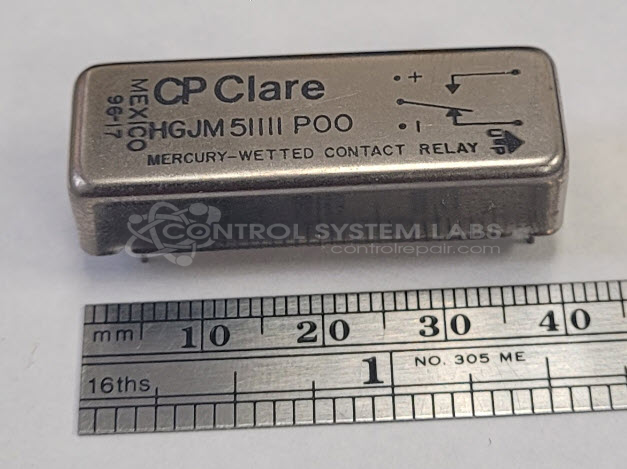 CP Clare
MEXICO
96-17
HGJM 51111 P00
MERCURY-WETTED CONTACT RELAY
+
-
UP
CONTROL SYSTEM LABS
controlrepair.com
mm 10 20 30 40
1 NO. 305 ME
16ths